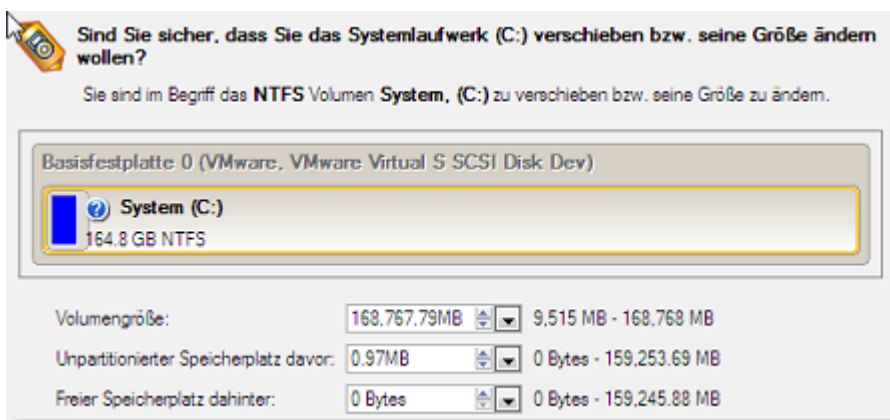 Sind Sie sicher, dass Sie das Systemlaufwerk (C:) verschieben bzw. seine Größe ändern
wollen?
Sie sind im Begriff das NTFS Volumen System, (C:) zu verschieben bzw. seine Größe zu ändern.
Basisfestplatte 0 (VMware, VMware Virtual S SCSI Disk Dev)
System (C:)
164.8 GB NTFS
Volumengröße: 168,767.79MB 9,515 MB - 168,768 MB
Unpartitionierter Speicherplatz davor: 0.97MB 0 Bytes - 159,253.69 MB
Freier Speicherplatz dahinter: 0 Bytes 0 Bytes - 159,245.88 MB